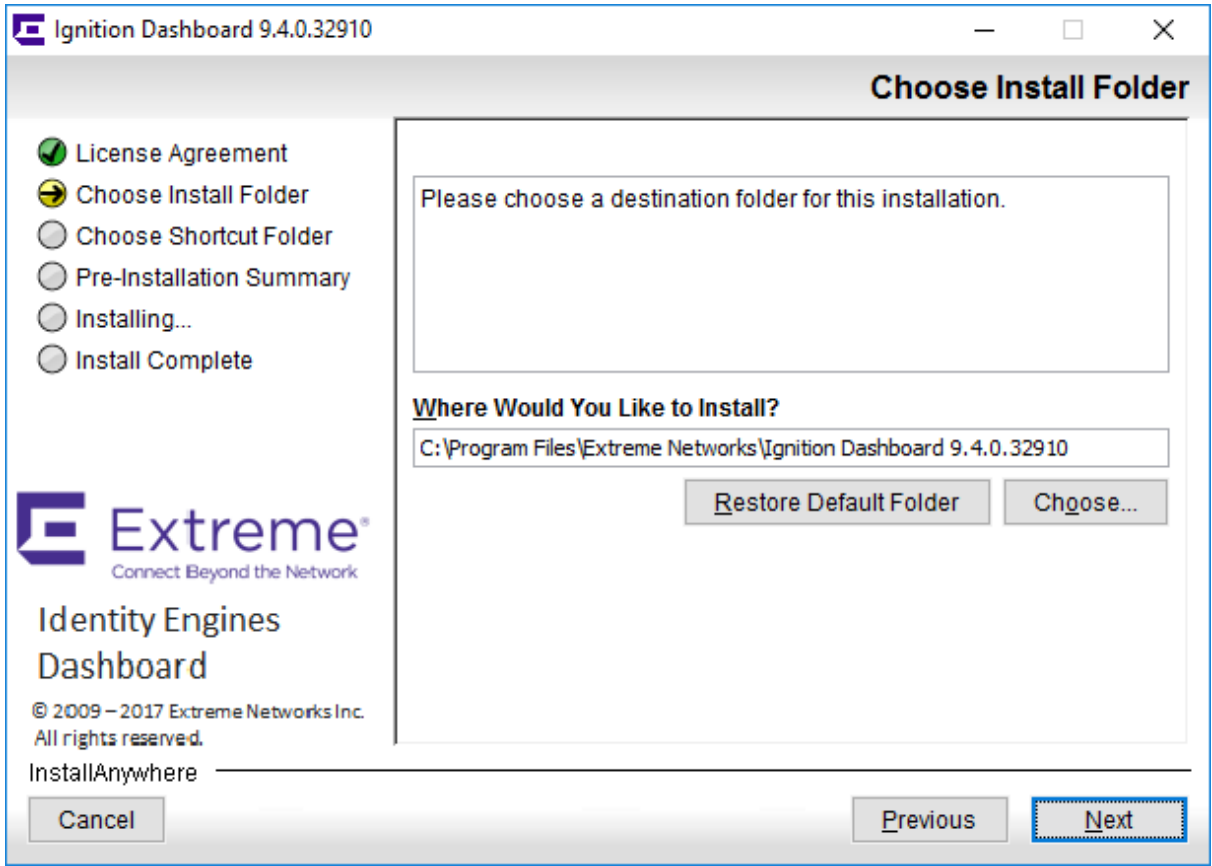 Ignition Dashboard 9.4.0.32910
Choose Install Folder
License Agreement
Choose Install Folder
Choose Shortcut Folder
Pre-Installation Summary
Installing...
Install Complete
Please choose a destination folder for this installation.
Where Would You Like to Install?
C:\Program Files\Extreme Networks\Ignition Dashboard 9.4.0.32910
Restore Default Folder
Choose...
Extreme®
Connect Beyond the Network
Identity Engines
Dashboard
© 2009 – 2017 Extreme Networks Inc.
All rights reserved.
InstallAnywhere
Cancel
Previous
Next